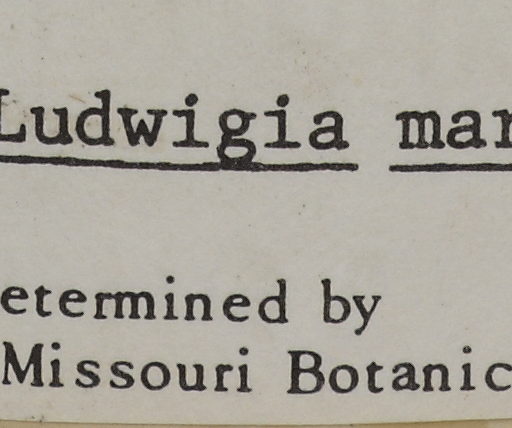 Ludwigia mar
etermined by
Missouri Botanic